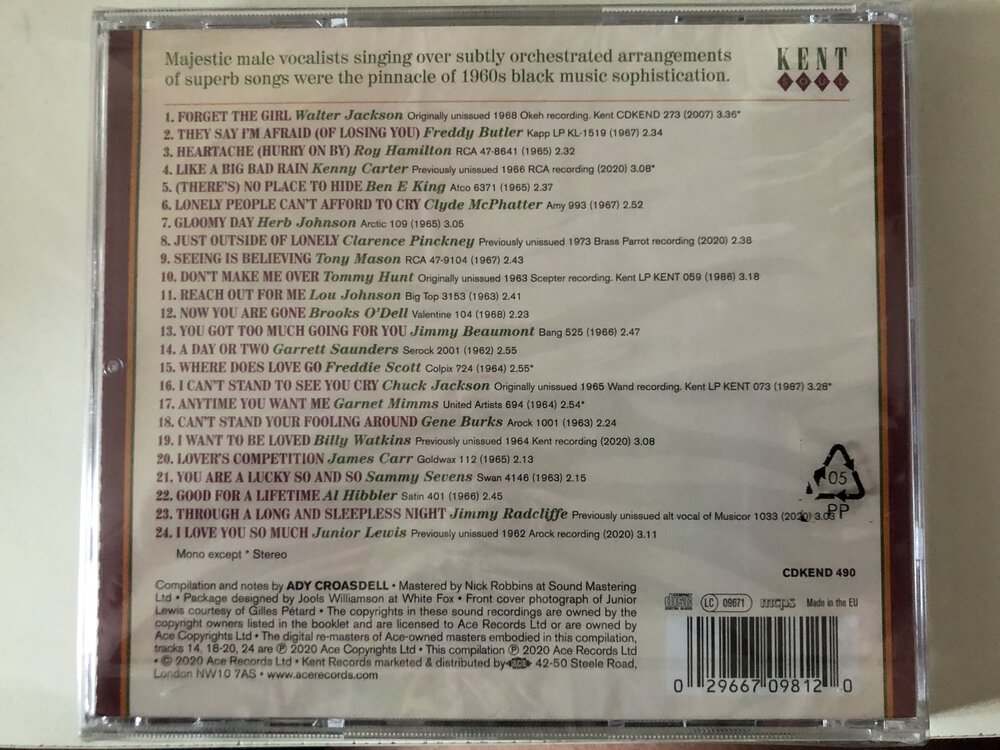 Majestic male vocalists singing over subtly orchestrated arrangements
of superb songs were the pinnacle of 1960s black music sophistication.
KENT
SOUL
1. FORGET THE GIRL Walter Jackson Originally unissued 1968 Okeh recording. Kent CDKEND 273 (2007) 3.36*
2. THEY SAY I'M AFRAID (OF LOSING YOU) Freddy Butler Kapp LP KL-1519 (1967) 2.34
3. HEARTACHE (HURRY ON BY) Roy Hamilton RCA 47-8641 (1965) 2.32
4. LIKE A BIG BAD RAIN Kenny Carter Previously unissued 1966 RCA recording (2020) 3.08*
5. (THERE'S) NO PLACE TO HIDE Ben E King Atco 6371 (1965) 2.37
6. LONELY PEOPLE CAN'T AFFORD TO CRY Clyde McPhatter Amy 993 (1967) 2.52
7. GLOOMY DAY Herb Johnson Arctic 109 (1965) 3.05
8. JUST OUTSIDE OF LONELY Clarence Pinckney Previously unissued 1973 Brass Parrot recording (2020) 2.38
9. SEEING IS BELIEVING Tony Mason RCA 47-9104 (1967) 2.43
10. DON'T MAKE ME OVER Tommy Hunt Originally unissued 1963 Scepter recording. Kent LP KENT 059 (1986) 3.18
11. REACH OUT FOR ME Lou Johnson Big Top 3153 (1963) 2.41
12. NOW YOU ARE GONE Brooks O'Dell Valentine 104 (1968) 2.23
13. YOU GOT TOO MUCH GOING FOR YOU Jimmy Beaumont Bang 525 (1966) 2.47
14. A DAY OR TWO Garrett Saunders Serock 2001 (1962) 2.55
15. WHERE DOES LOVE GO Freddie Scott Colpix 724 (1964) 2.55*
16. I CAN'T STAND TO SEE YOU CRY Chuck Jackson Originally unissued 1965 Wand recording. Kent LP KENT 073 (1987) 3.28*
17. ANYTIME YOU WANT ME Garnet Mimms United Artists 694 (1964) 2.54*
18. CAN'T STAND YOUR FOOLING AROUND Gene Burks Arock 1001 (1963) 2.24
19. I WANT TO BE LOVED Billy Watkins Previously unissued 1964 Kent recording (2020) 3.08
20. LOVER'S COMPETITION James Carr Goldwax 112 (1965) 2.13
21. YOU ARE A LUCKY SO AND SO Sammy Sevens Swan 4146 (1963) 2.15
22. GOOD FOR A LIFETIME Al Hibbler Satin 401 (1966) 2.45
23. THROUGH A LONG AND SLEEPLESS NIGHT Jimmy Radcliffe Previously unissued alt vocal of Musicor 1033 (2020) 3.03
24. I LOVE YOU SO MUCH Junior Lewis Previously unissued 1962 Arock recording (2020) 3.11
Mono except * Stereo
05
PP
CDKEND 490
Compilation and notes by ADY CROASDELL • Mastered by Nick Robbins at Sound Mastering
Ltd • Package designed by Jools Williamson at White Fox • Front cover photograph of Junior
Lewis courtesy of Gilles Pétard • The copyrights in these sound recordings are owned by the
copyright owners listed in the booklet and are licensed to Ace Records Ltd or are owned by
Ace Copyrights Ltd • The digital re-masters of Ace-owned masters embodied in this compilation,
tracks 14, 18-20, 24 are ℗ 2020 Ace Copyrights Ltd • This compilation ℗ 2020 Ace Records Ltd
• © 2020 Ace Records Ltd • Kent Records marketed & distributed by ACE 42-50 Steele Road,
London NW10 7AS • www.acerecords.com
disc LC 09671 mcps Made in the EU
0 29667 09812 0